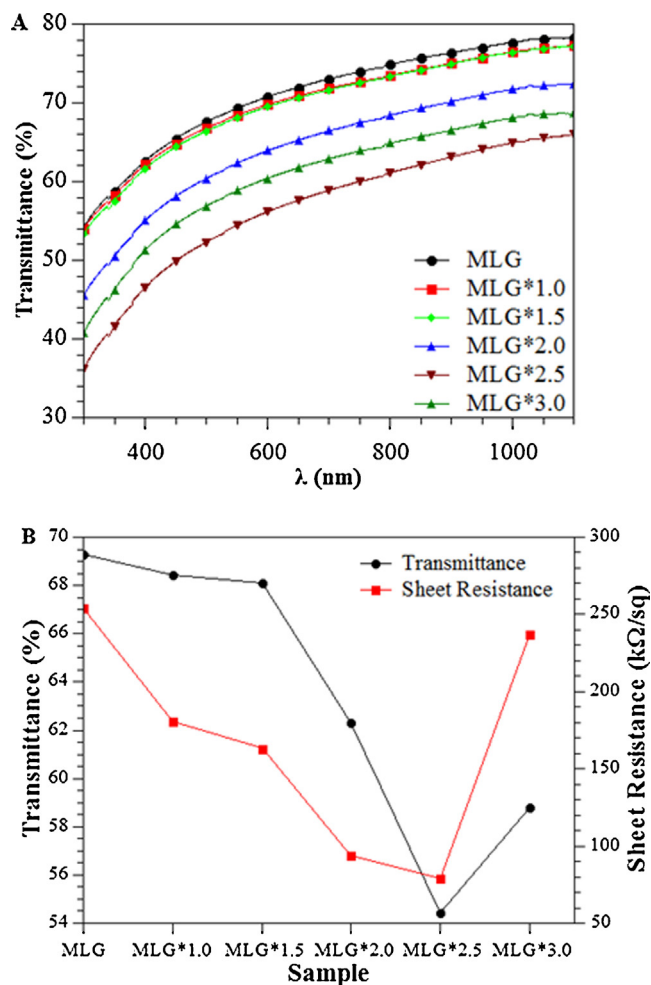 A
80
70
60
50
40
30
Transmittance (%)
MLG
MLG*1.0
MLG*1.5
MLG*2.0
MLG*2.5
MLG*3.0
400 600 800 1000
λ (nm)
B
70
68
66
64
62
60
58
56
54
Transmittance (%)
Transmittance
Sheet Resistance
300
250
200
150
100
50
Sheet Resistance (kΩ/sq)
MLG MLG*1.0 MLG*1.5 MLG*2.0 MLG*2.5 MLG*3.0
Sample